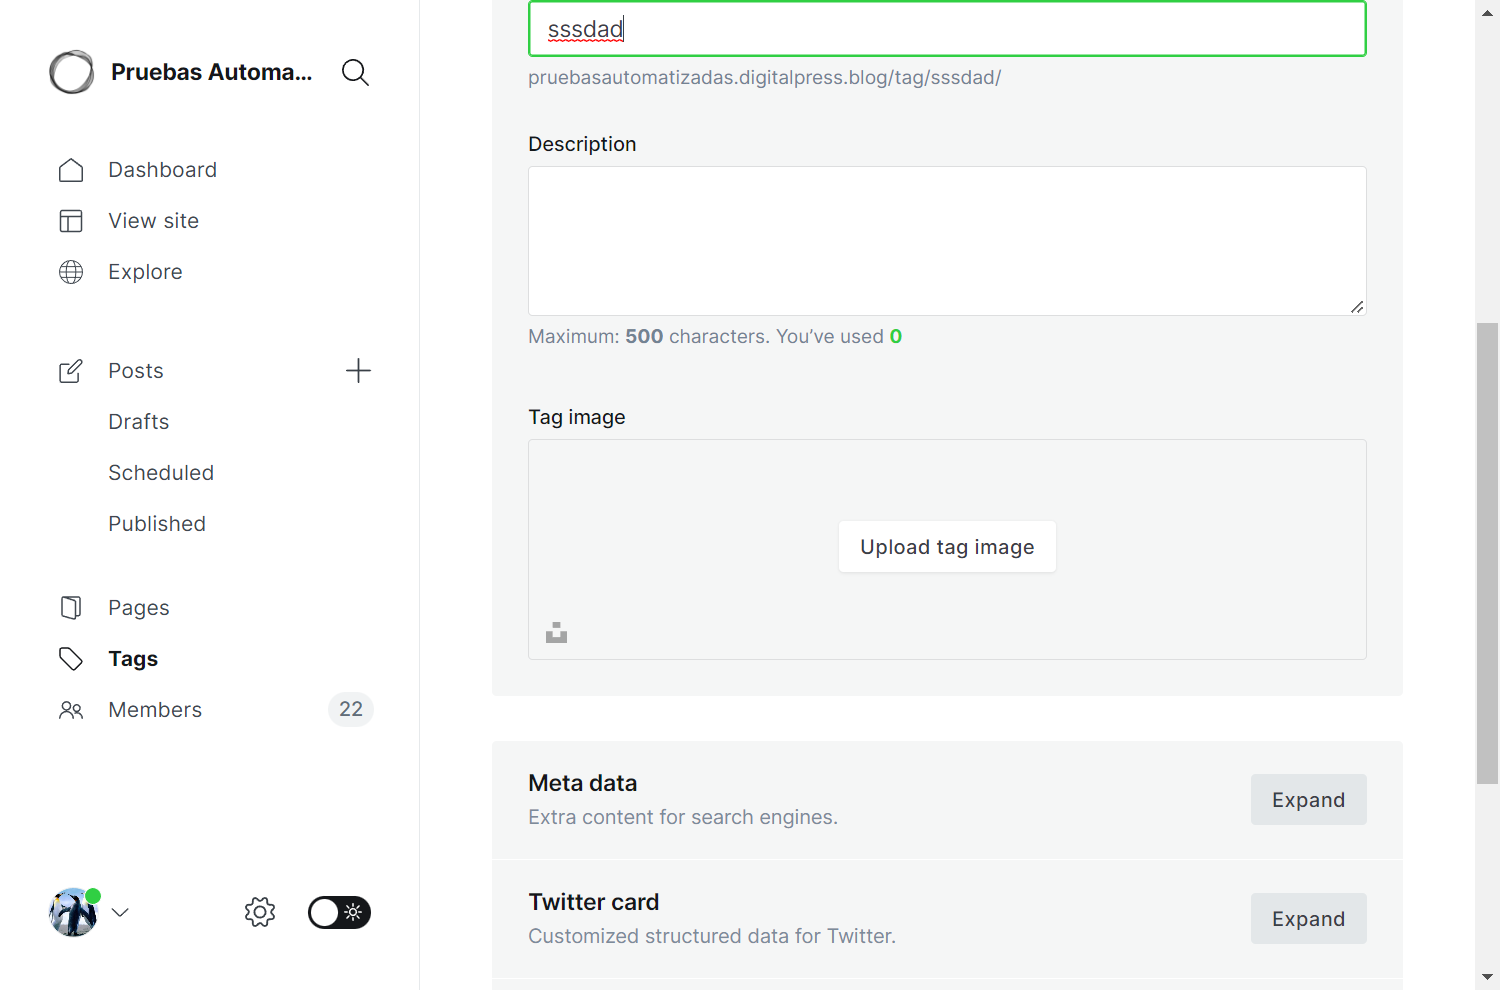 Pruebas Automa...
Dashboard
View site
Explore
Posts
Drafts
Scheduled
Published
Pages
Tags
Members
22
sssdad
pruebasautomatizadas.digitalpress.blog/tag/sssdad/
Description
Maximum: 500 characters. You’ve used 0
Tag image
Upload tag image
Meta data
Extra content for search engines.
Expand
Twitter card
Customized structured data for Twitter.
Expand